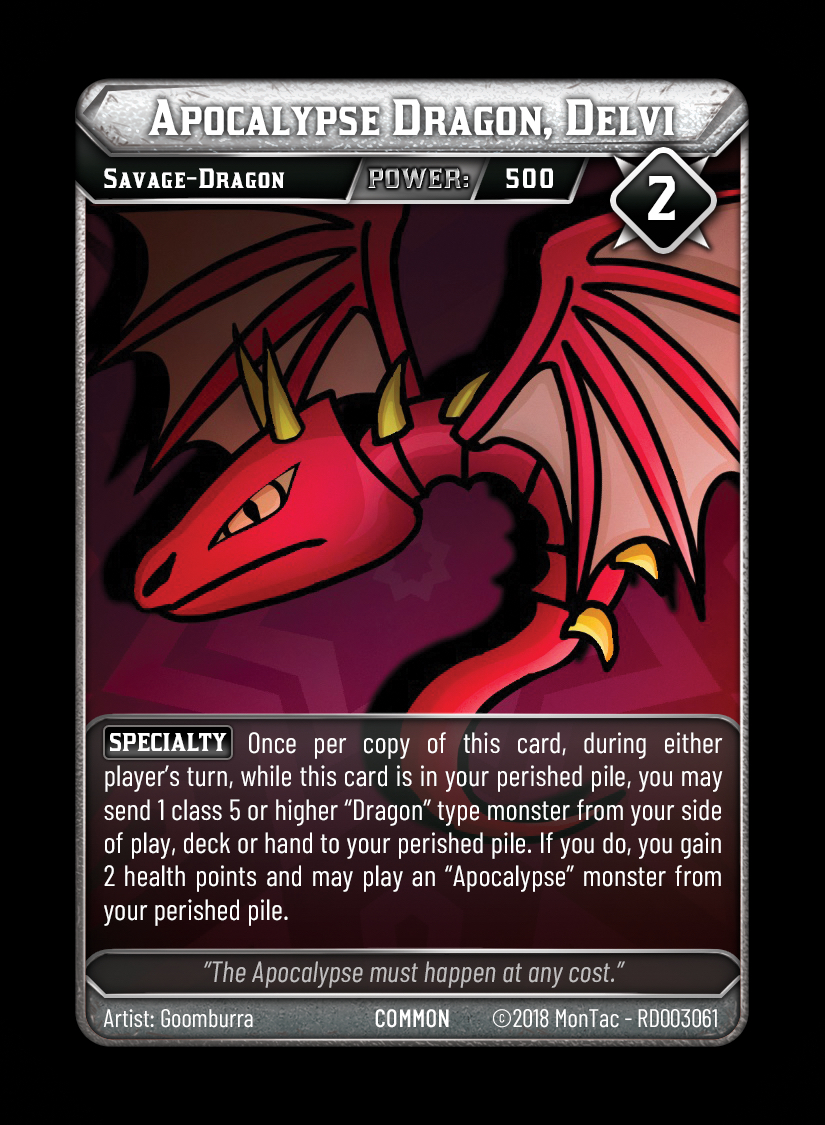 Apocalypse Dragon, Delvi
Savage-Dragon POWER: 500
2
SPECIALTY Once per copy of this card, during either
player's turn, while this card is in your perished pile, you may
send 1 class 5 or higher “Dragon” type monster from your side
of play, deck or hand to your perished pile. If you do, you gain
2 health points and may play an “Apocalypse” monster from
your perished pile.
“The Apocalypse must happen at any cost.”
Artist: Goomburra COMMON ©2018 MonTac - RD003061